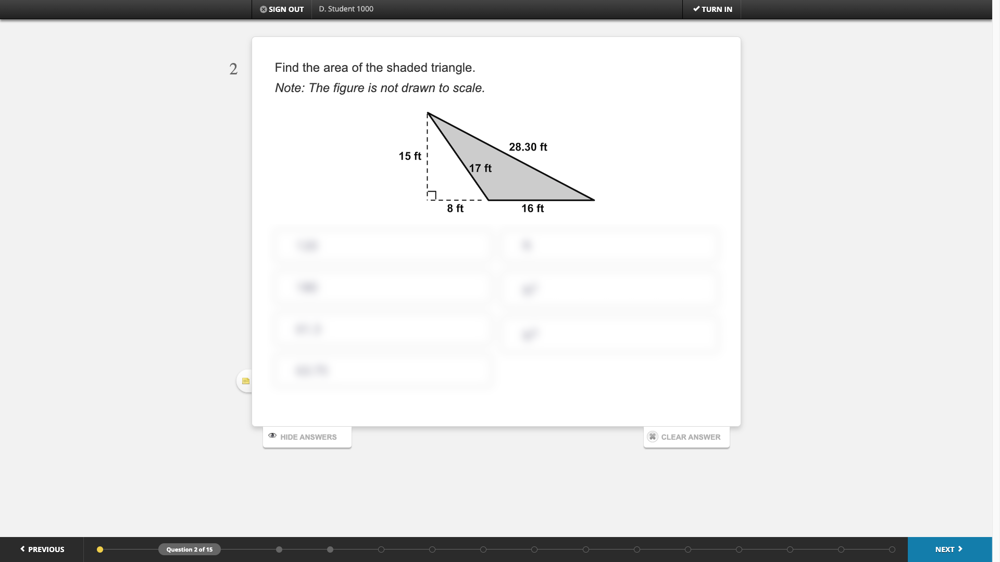 SIGN OUT
D. Student 1000
TURN IN
2
Find the area of the shaded triangle.
Note: The figure is not drawn to scale.
28.30 ft
15 ft
17 ft
8 ft
16 ft
HIDE ANSWERS
CLEAR ANSWER
PREVIOUS
Question 2 of 15
NEXT